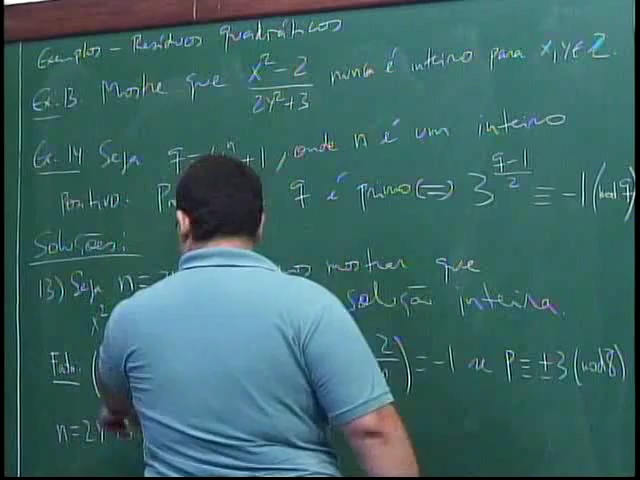 Exemplos - Resíduos quadráticos
Ex. 13. Mostre que (x² - 2)/(2y² + 3) nunca é inteiro para x, y ∈ ℤ.
Ex. 14 Seja q = 4ⁿ + 1, onde n é um inteiro
positivo. q é primo ⟺ 3^((q-1)/2) ≡ -1 (mod q)
Soluções:
13) Seja n = mostrar que
x² solução inteira.
Fato: = -1 se p ≡ ±3 (mod 8)
n = 2y